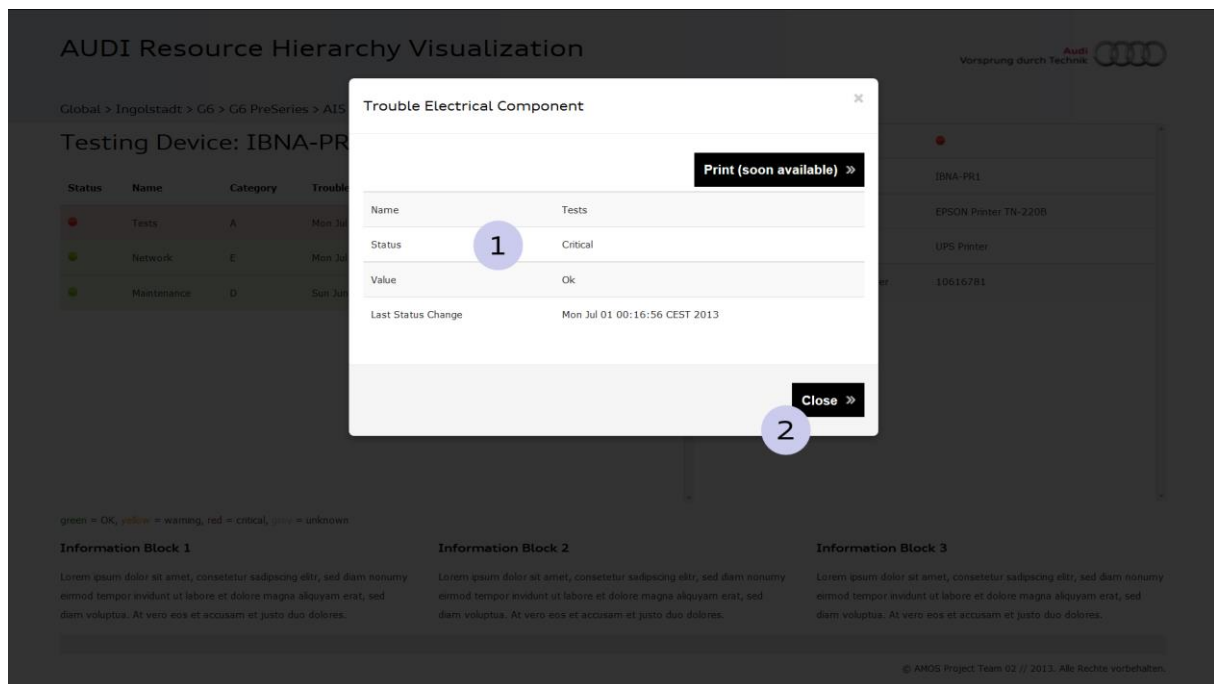 AUDI Resource Hierarchy Visualization
Audi
Vorsprung durch Technik
Global > Ingolstadt > G6 > G6 PreSeries > AIS
Testing Device: IBNA-PR
Status Name Category Trouble
Tests A Mon Jul
Network E Mon Jul
Maintenance D Sun Jun
Trouble Electrical Component ×
Print (soon available) »
Name Tests
Status 1 Critical
Value Ok
Last Status Change Mon Jul 01 00:16:56 CEST 2013
Close »
2
IBNA-PR1
EPSON Printer TN-220B
UPS Printer
er 10616781
green = OK, yellow = warning, red = critical, grey = unknown
Information Block 1
Lorem ipsum dolor sit amet, consetetur sadipscing elitr, sed diam nonumy
eirmod tempor invidunt ut labore et dolore magna aliquyam erat, sed
diam voluptua. At vero eos et accusam et justo duo dolores.
Information Block 2
Lorem ipsum dolor sit amet, consetetur sadipscing elitr, sed diam nonumy
eirmod tempor invidunt ut labore et dolore magna aliquyam erat, sed
diam voluptua. At vero eos et accusam et justo duo dolores.
Information Block 3
Lorem ipsum dolor sit amet, consetetur sadipscing elitr, sed diam nonumy
eirmod tempor invidunt ut labore et dolore magna aliquyam erat, sed
diam voluptua. At vero eos et accusam et justo duo dolores.
© AMOS Project Team 02 // 2013. Alle Rechte vorbehalten.